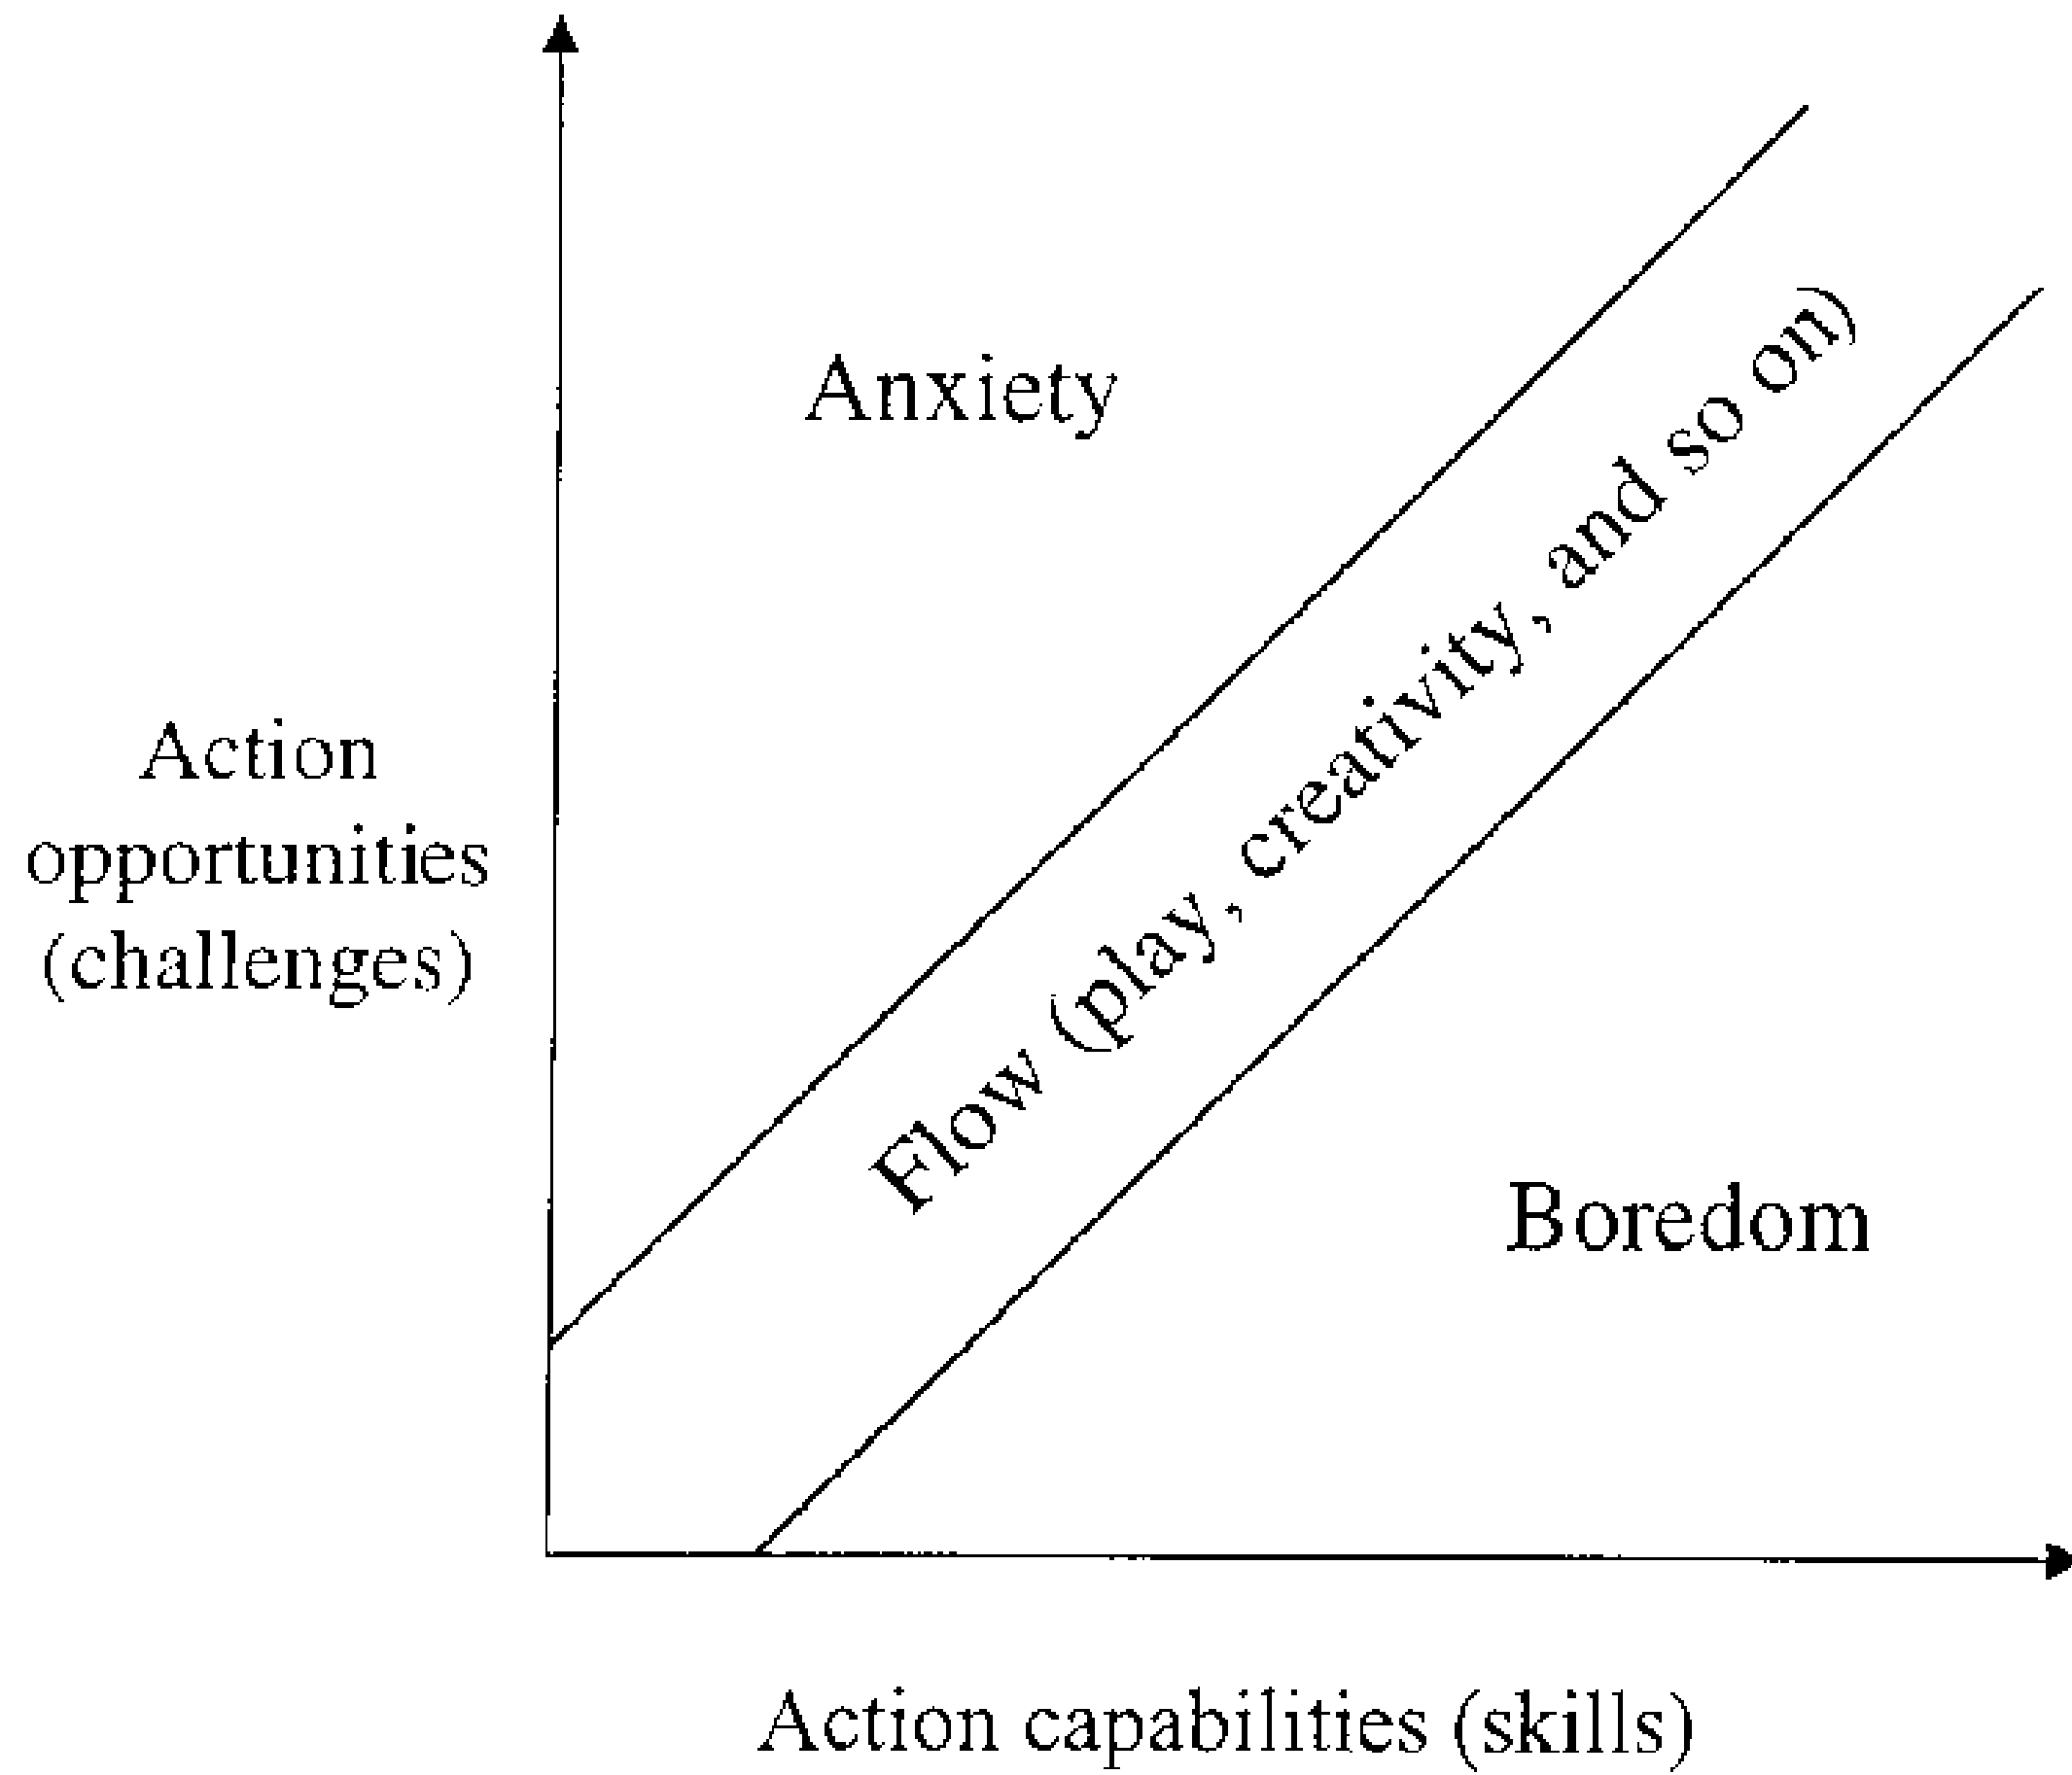 Anxiety
Flow (play, creativity, and so on)
Action
opportunities
(challenges)
Boredom
Action capabilities (skills)